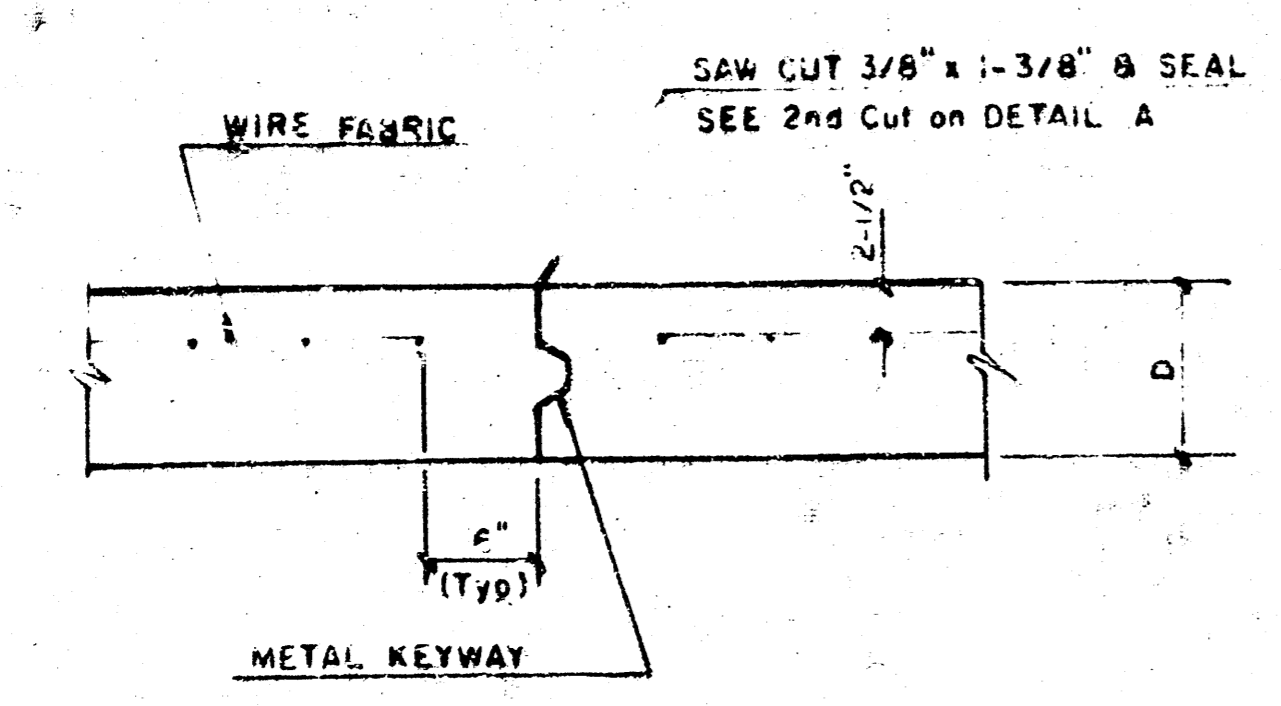 SAW CUT 3/8" x 1-3/8" & SEAL
SEE 2nd Cut on DETAIL A
WIRE FABRIC
2-1/2"
D
(Typ)
METAL KEYWAY